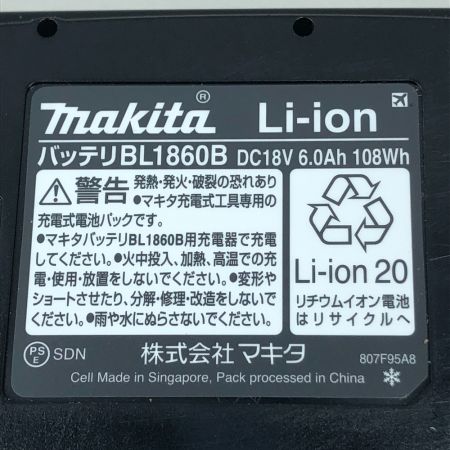 makita® Li-ion
バッテリBL1860B DC18V 6.0Ah 108Wh
警告 発熱・発火・破裂の恐れあり
●マキタ充電式工具専用の
充電式電池パックです。
●マキタバッテリBL1860B用充電器で充電
してください。●火中投入、加熱、高温での充
電・使用・放置をしないでください。●変形や
ショートさせたり、分解・修理・改造をしないで
ください。●雨や水にぬらさないでください。
Li-ion 20
リチウムイオン電池
はリサイクルへ
PS
E SDN 株式会社マキタ 807F95A8
Cell Made in Singapore, Pack processed in China